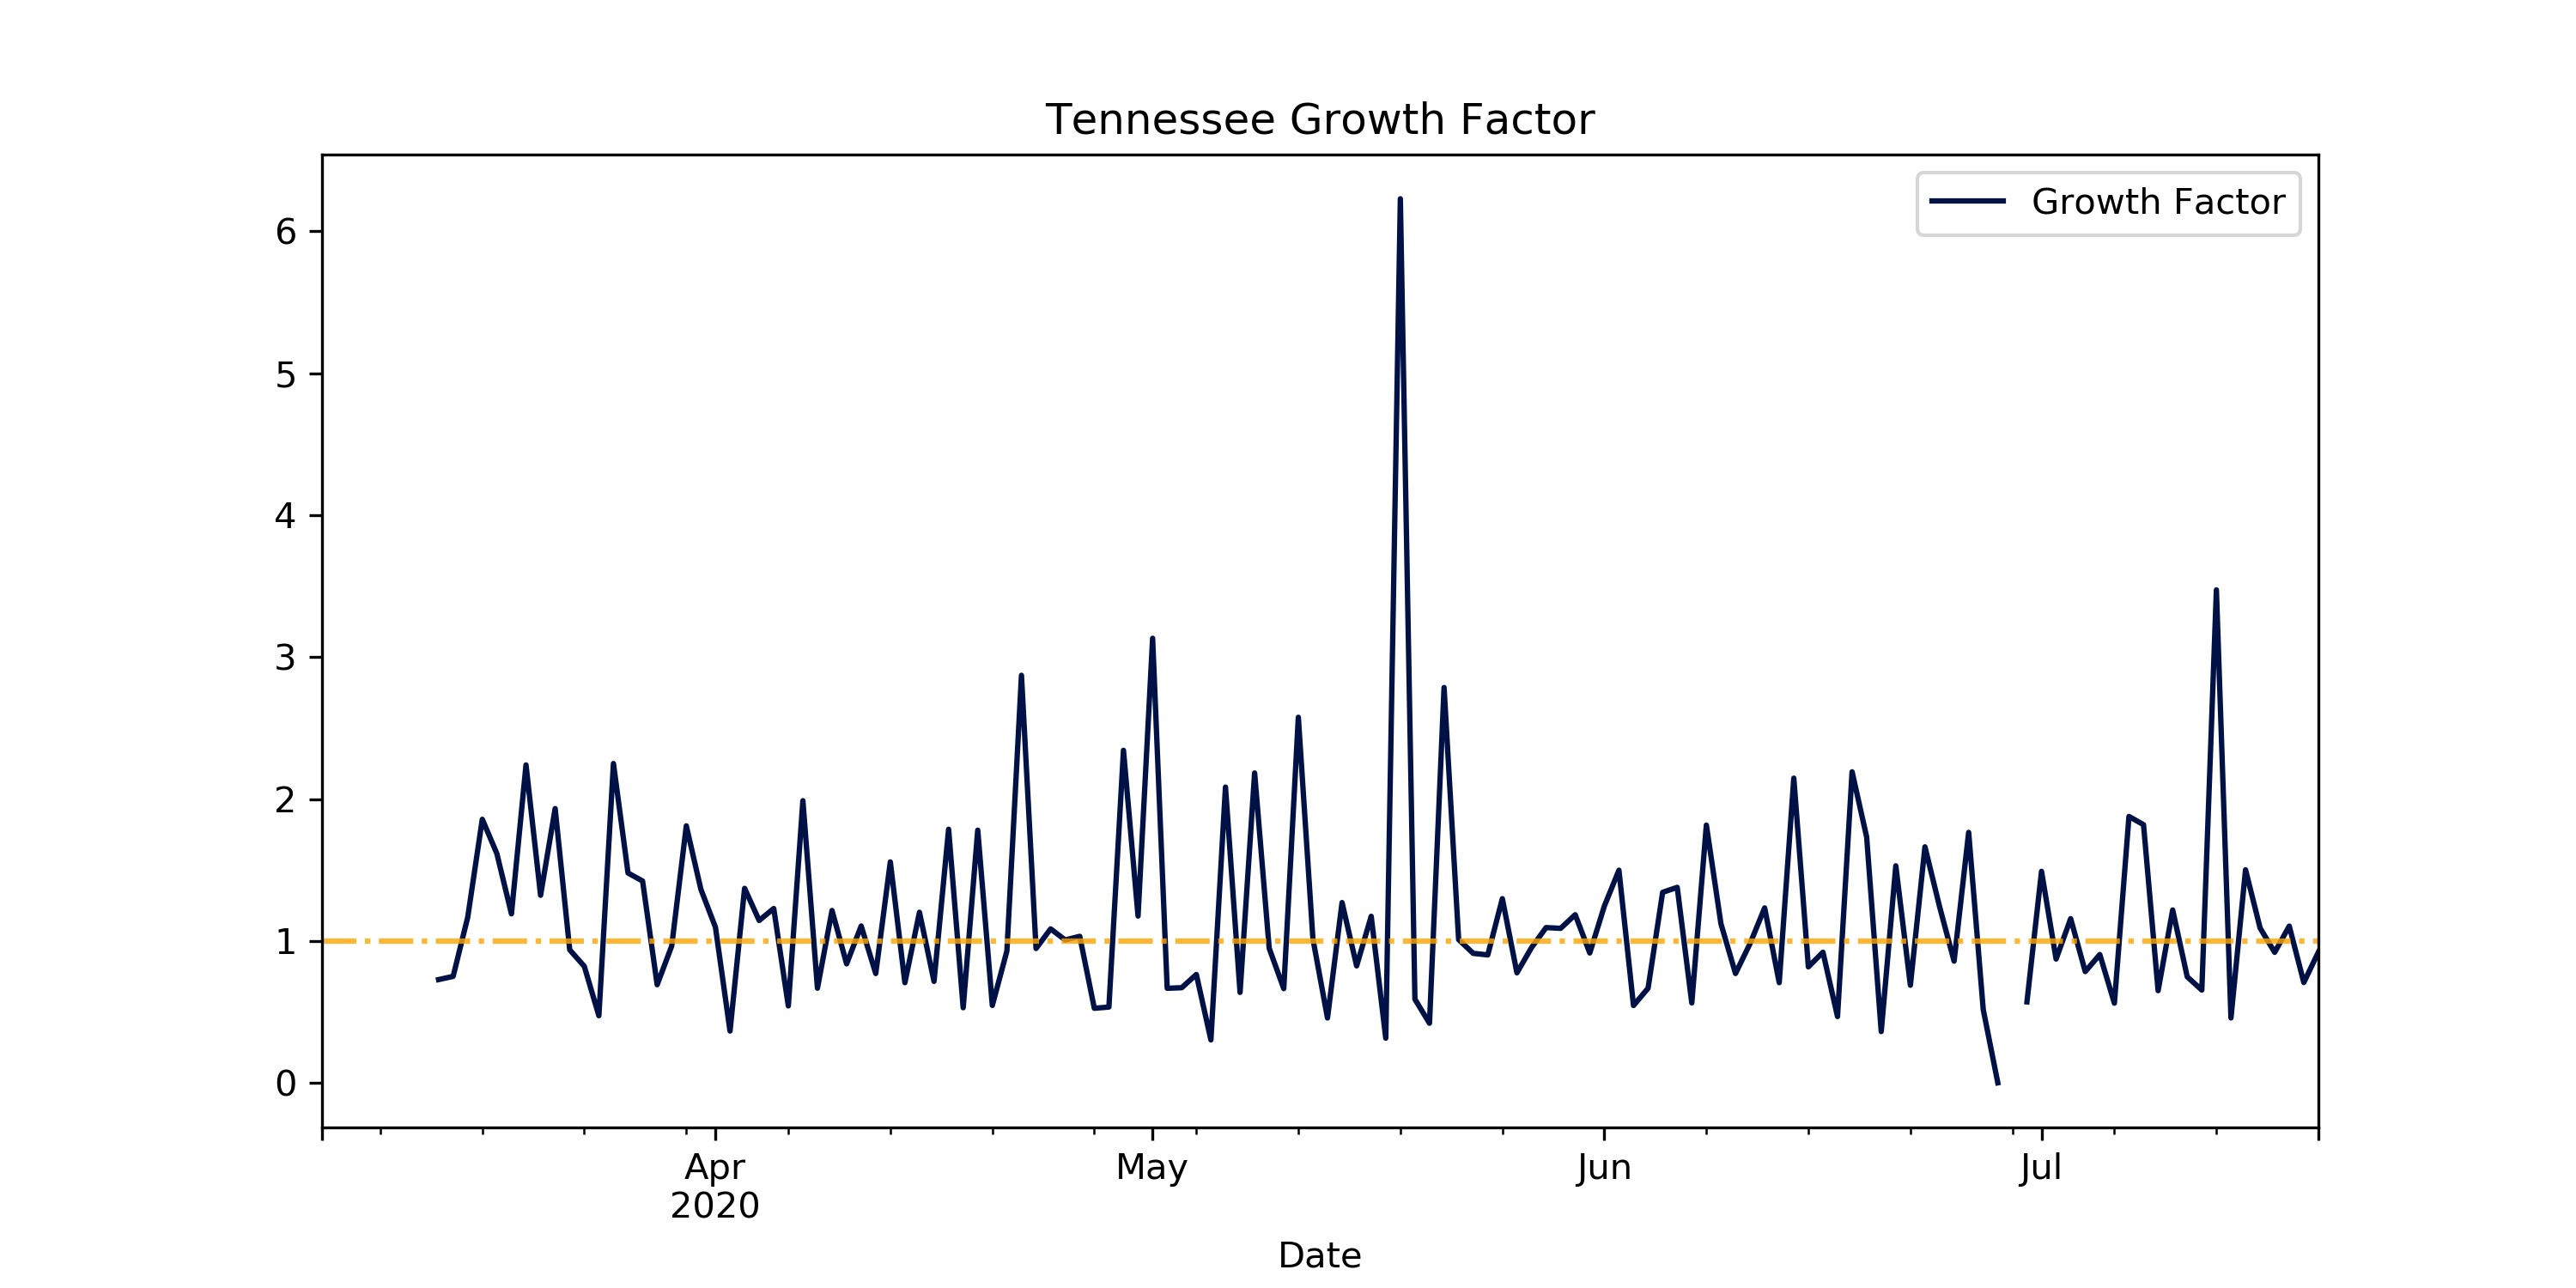 Tennessee Growth Factor
Growth Factor
6
5
4
3
2
1
0
Apr
2020
May
Jun
Jul
Date